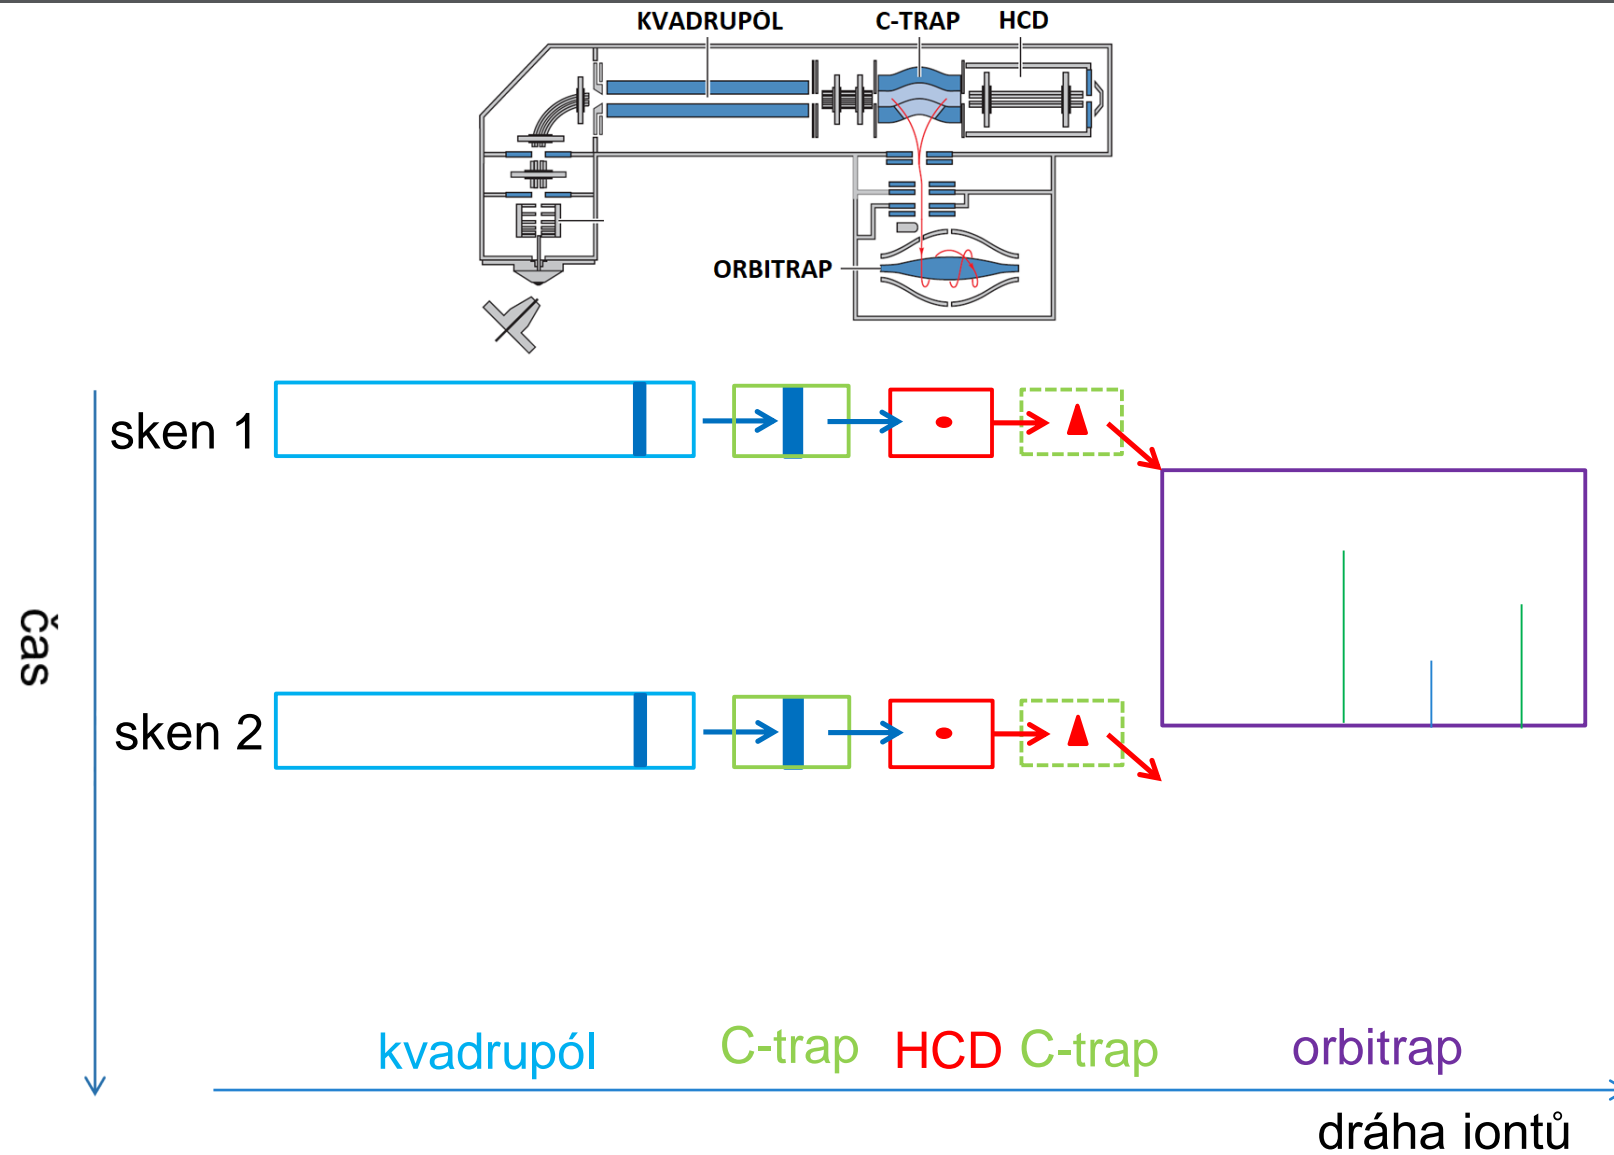 KVADRUPÓL C-TRAP HCD
ORBITRAP
sken 1
čas
sken 2
kvadrupól C-trap HCD C-trap orbitrap
dráha iontů